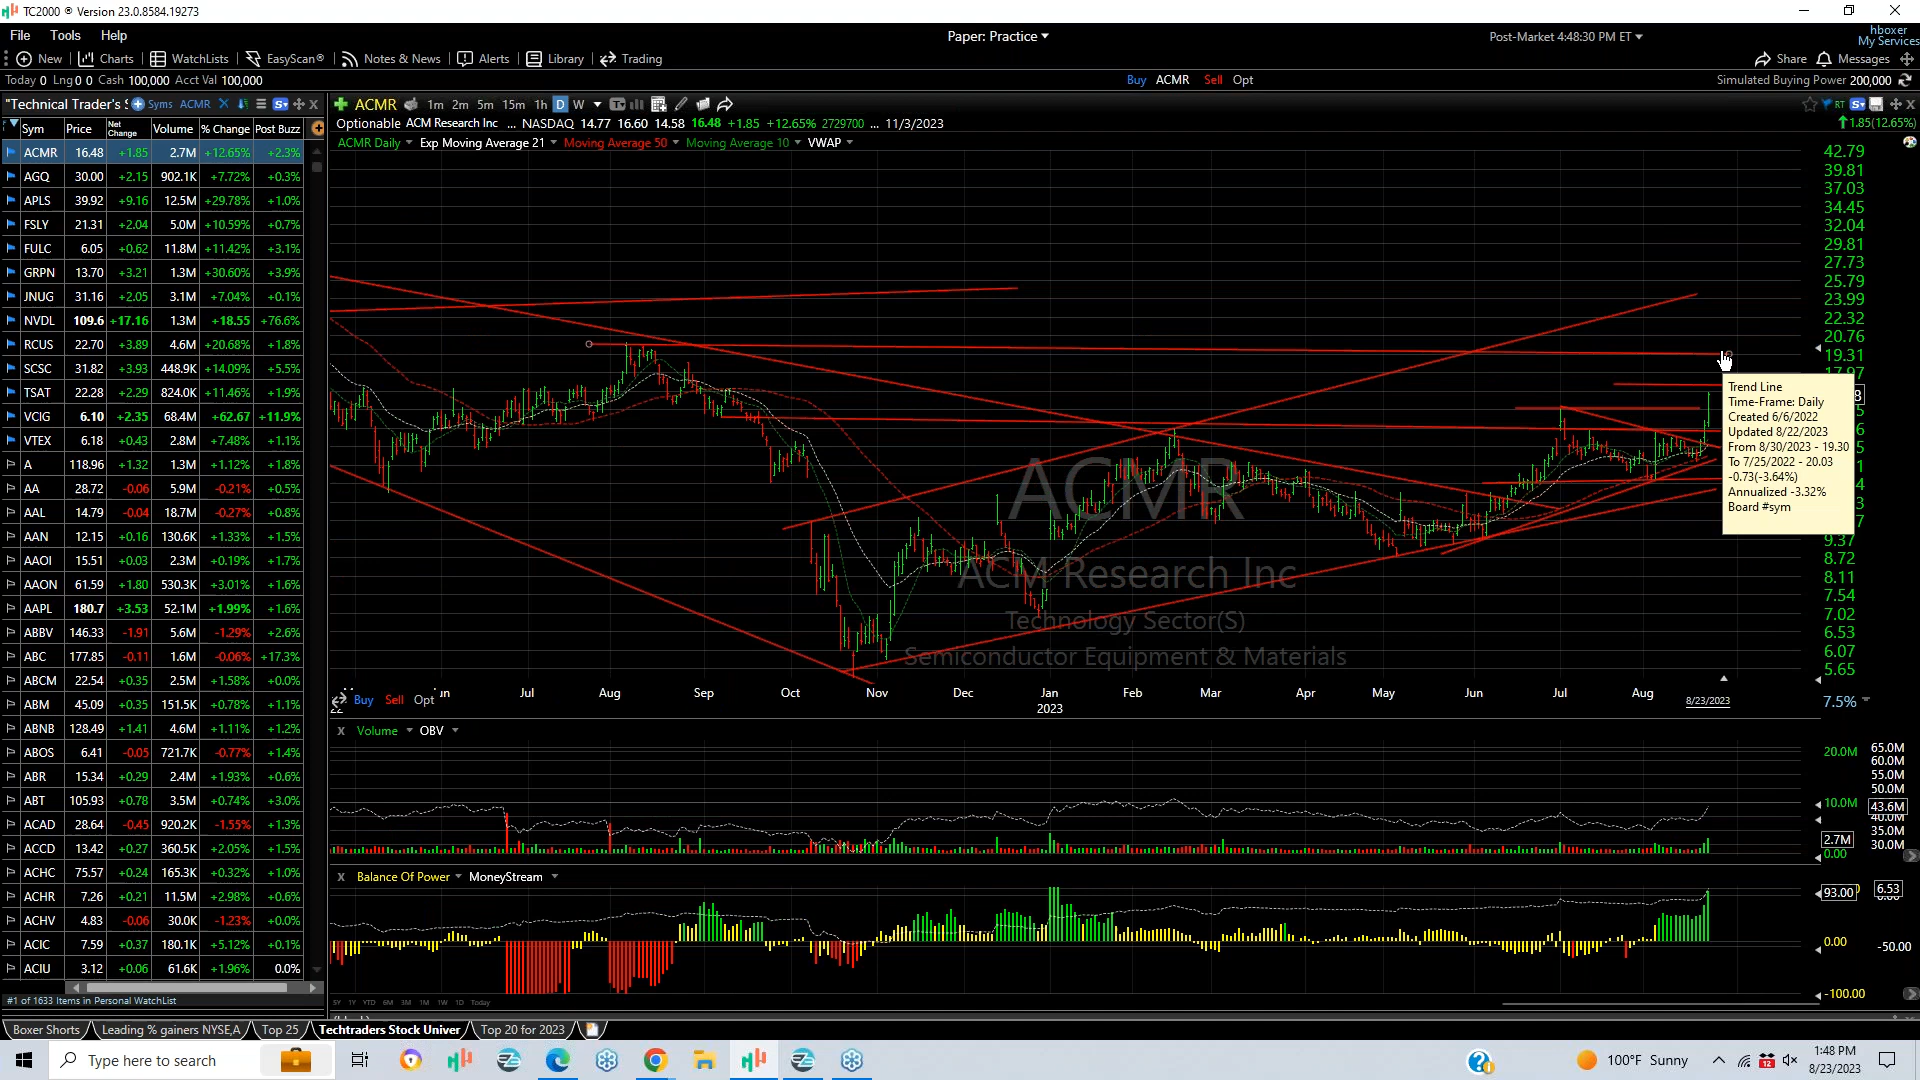 TC2000 ® Version 23.0.8584.19273
File Tools Help
Paper: Practice
Post-Market 4:48:30 PM ET
hboxer
My Services
New Charts WatchLists EasyScan® Notes & News Alerts Library Trading
Share Messages
Today 0 Lng 0 0 Cash 100,000 Acct Val 100,000
Buy ACMR Sell Opt
Simulated Buying Power 200,000
"Technical Trader's S Syms ACMR
ACMR 1m 2m 5m 15m 1h D W
RT
Optionable ACM Research Inc ... NASDAQ 14.77 16.60 14.58 16.48 +1.85 +12.65% 2729700 ... 11/3/2023
1.85(12.65%)
ACMR Daily Exp Moving Average 21 Moving Average 50 Moving Average 10 VWAP
Sym Price Net Change Volume % Change Post Buzz
ACMR 16.48 +1.85 2.7M +12.65% +2.3%
AGQ 30.00 +2.15 902.1K +7.72% +0.3%
APLS 39.92 +9.16 12.5M +29.78% +1.0%
FSLY 21.31 +2.04 5.0M +10.59% +0.7%
FULC 6.05 +0.62 11.8M +11.42% +3.1%
GRPN 13.70 +3.21 1.3M +30.60% +3.9%
JNUG 31.16 +2.05 3.1M +7.04% +0.1%
NVDL 109.6 +17.16 1.3M +18.55 +76.6%
RCUS 22.70 +3.89 4.6M +20.68% +1.8%
SCSC 31.82 +3.93 448.9K +14.09% +5.5%
TSAT 22.28 +2.29 824.0K +11.46% +1.9%
VCIG 6.10 +2.35 68.4M +62.67 +11.9%
VTEX 6.18 +0.43 2.8M +7.48% +1.1%
A 118.96 +1.32 1.3M +1.12% +1.8%
AA 28.72 -0.06 5.9M -0.21% +0.5%
AAL 14.79 -0.04 18.7M -0.27% +0.8%
AAN 12.15 +0.16 130.6K +1.33% +1.5%
AAOI 15.51 +0.03 2.3M +0.19% +1.7%
AAON 61.59 +1.80 530.3K +3.01% +1.6%
AAPL 180.7 +3.53 52.1M +1.99% +1.6%
ABBV 146.33 -1.91 5.6M -1.29% +2.6%
ABC 177.85 -0.11 1.6M -0.06% +17.3%
ABCM 22.54 +0.35 2.5M +1.58% +0.0%
ABM 45.09 +0.35 151.5K +0.78% +1.1%
ABNB 128.49 +1.41 4.6M +1.11% +1.2%
ABOS 6.41 -0.05 721.7K -0.77% +1.4%
ABR 15.34 +0.29 2.4M +1.93% +0.6%
ABT 105.93 +0.78 3.5M +0.74% +3.0%
ACAD 28.64 -0.45 920.2K -1.55% +1.3%
ACCD 13.42 +0.27 360.5K +2.05% +1.5%
ACHC 75.57 +0.24 165.3K +0.32% +1.0%
ACHR 7.26 +0.21 11.5M +2.98% +0.6%
ACHV 4.83 -0.06 30.0K -1.23% +0.0%
ACIC 7.59 +0.37 180.1K +5.12% +0.1%
ACIU 3.12 +0.06 61.6K +1.96% 0.0%
#1 of 1633 Items in Personal WatchList
42.79
39.81
37.03
34.45
32.04
29.81
27.73
25.79
23.99
22.32
20.76
19.31
17.97
9.37
8.72
8.11
7.54
7.02
6.53
6.07
5.65
7.5%
Trend Line
Time-Frame: Daily
Created 6/6/2022
Updated 8/22/2023
From 8/30/2023 - 19.30
To 7/25/2022 - 20.03
-0.73(-3.64%)
Annualized -3.32%
Board #sym
ACMR
ACM Research Inc
Technology Sector(S)
Semiconductor Equipment & Materials
Jul Aug Sep Oct Nov Dec Jan Feb Mar Apr May Jun Jul Aug
2023
8/23/2023
Buy Sell Opt
22
X Volume OBV
20.0M
10.0M
2.7M
0.00
65.0M
60.0M
55.0M
50.0M
43.6M
40.0M
35.0M
30.0M
X Balance Of Power MoneyStream
93.00
0.00
-100.00
6.53
-50.00
5Y 1Y YTD 6M 3M 1M 1W 1D Today
Boxer Shorts Leading % gainers NYSE,A Top 25 Techtraders Stock Univer Top 20 for 2023
Type here to search
100°F Sunny
12
1:48 PM
8/23/2023